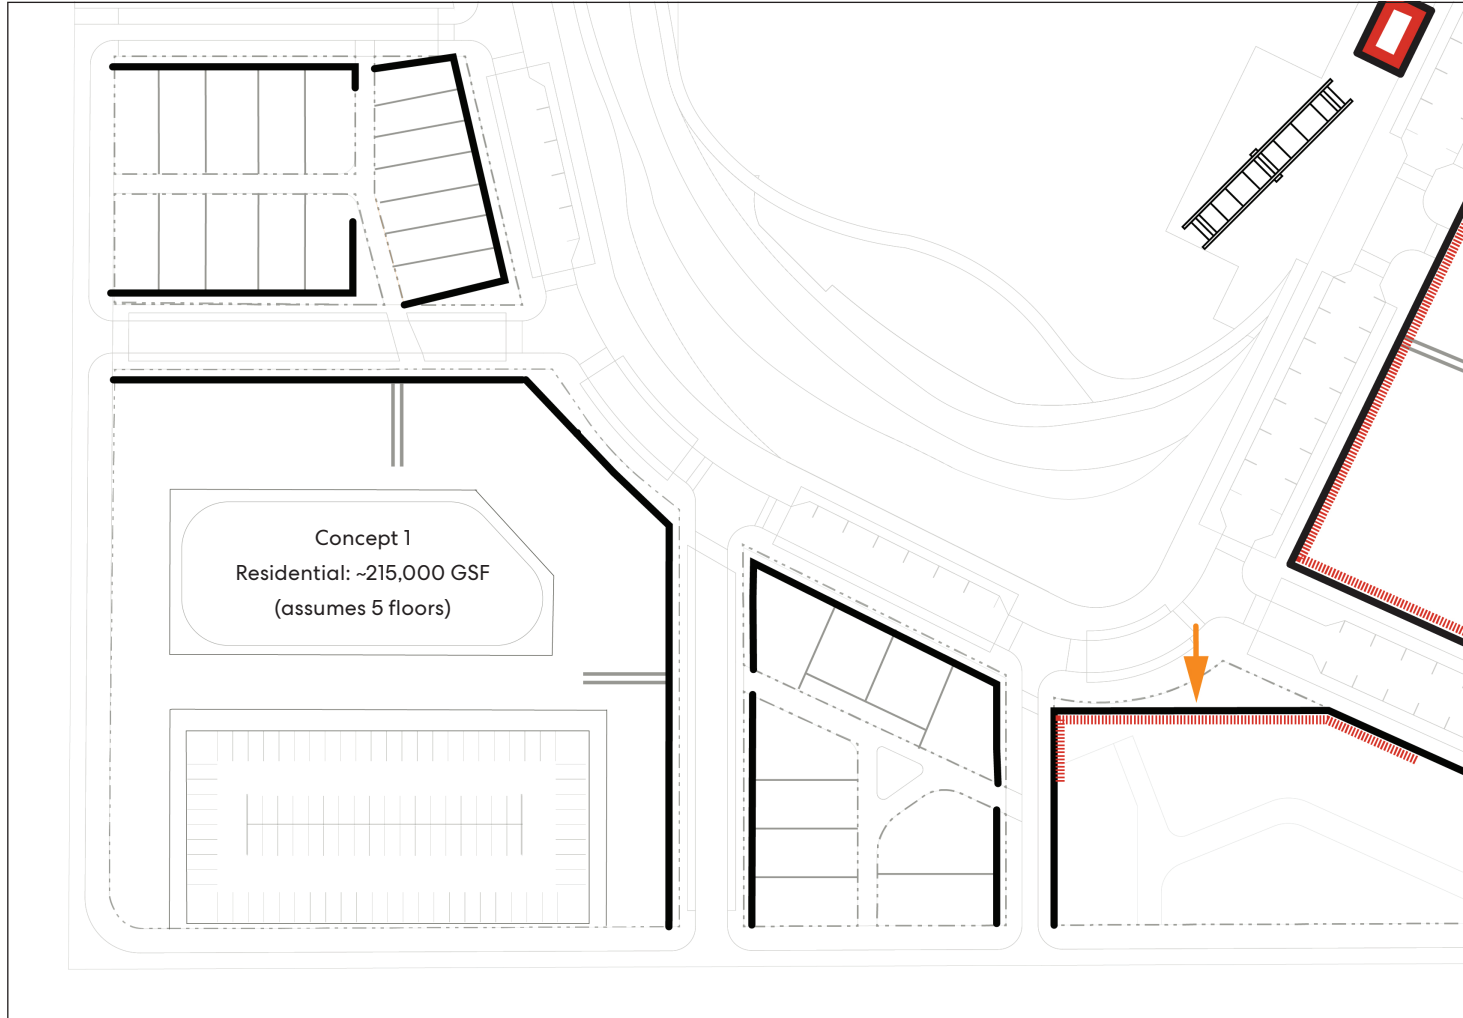 Concept 1
Residential: ~215,000 GSF
(assumes 5 floors)